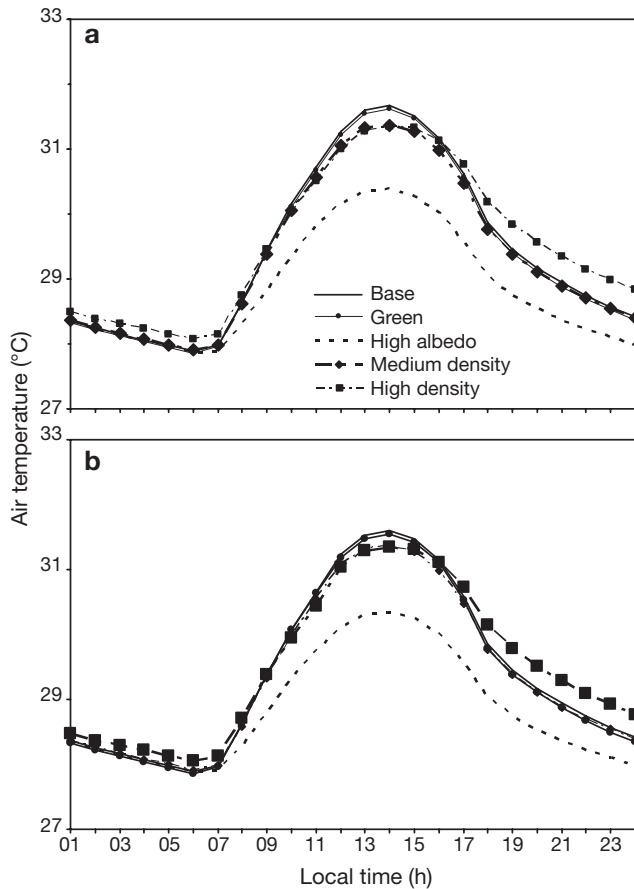 33
a
31
29
27
Base
Green
High albedo
Medium density
High density
Air temperature (°C)
33
b
31
29
27
01 03 05 07 09 11 13 15 17 19 21 23
Local time (h)